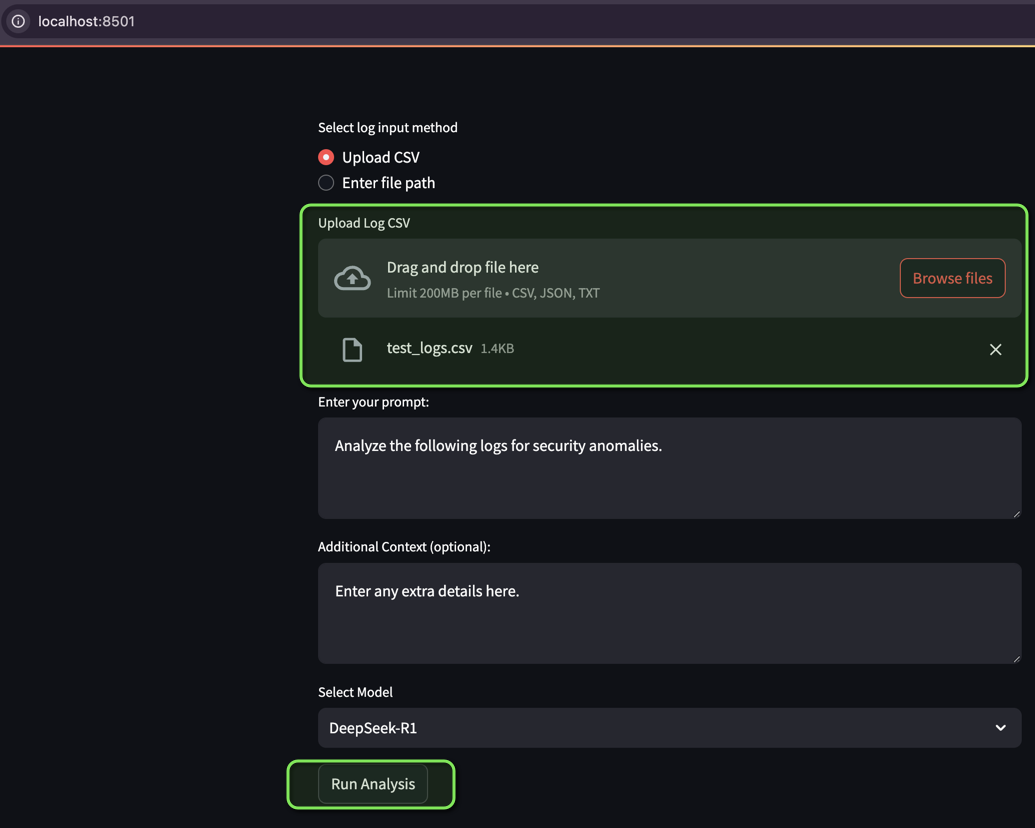 localhost:8501
Select log input method
Upload CSV
Enter file path
Upload Log CSV
Drag and drop file here
Limit 200MB per file • CSV, JSON, TXT
Browse files
test_logs.csv 1.4KB
Enter your prompt:
Analyze the following logs for security anomalies.
Additional Context (optional):
Enter any extra details here.
Select Model
DeepSeek-R1
Run Analysis